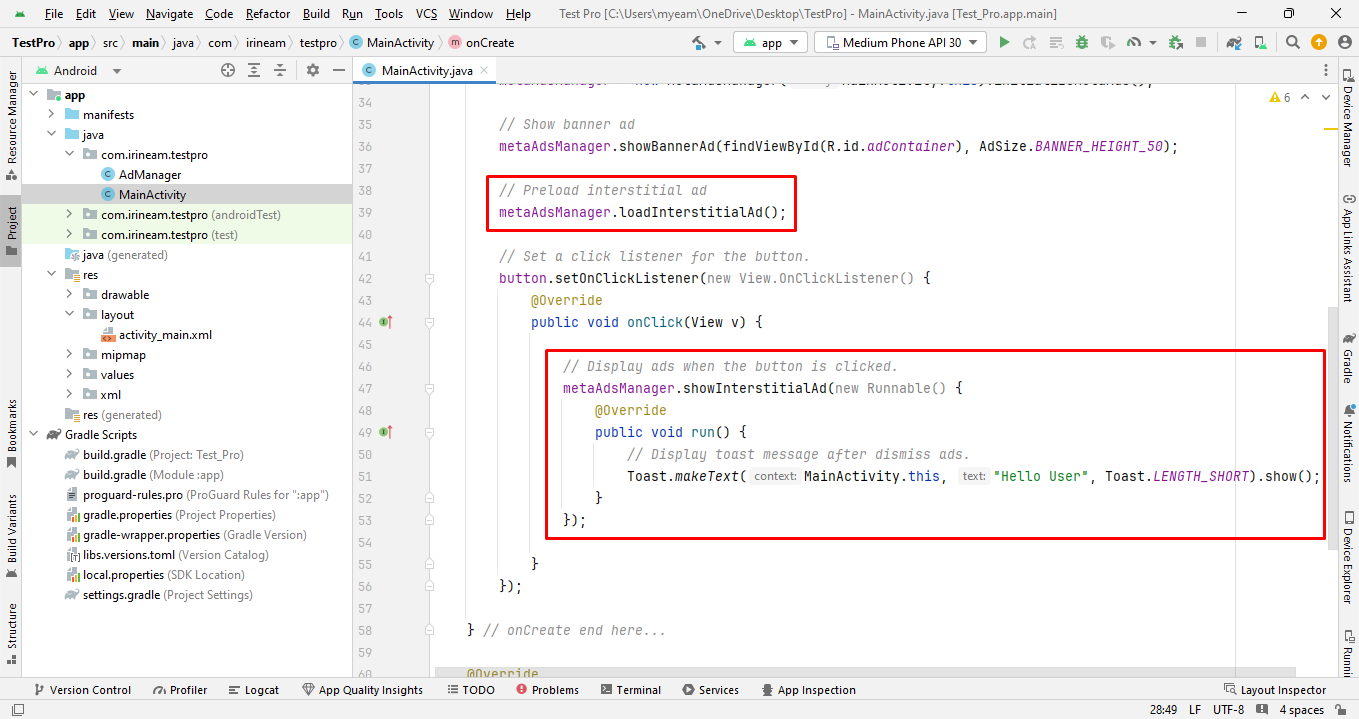 File Edit View Navigate Code Refactor Build Run Tools VCS Window Help Test Pro [C:\Users\myeam\OneDrive\Desktop\TestPro] - MainActivity.java [Test_Pro.app.main]
TestPro app src main java com irineam testpro C MainActivity m onCreate app Medium Phone API 30
Android
C MainActivity.java
6
Resource Manager
Project
Bookmarks
Build Variants
Structure
app
manifests
java
com.irineam.testpro
C AdManager
C MainActivity
com.irineam.testpro (androidTest)
com.irineam.testpro (test)
java (generated)
res
drawable
layout
activity_main.xml
mipmap
values
xml
res (generated)
Gradle Scripts
build.gradle (Project: Test_Pro)
build.gradle (Module :app)
proguard-rules.pro (ProGuard Rules for ":app")
gradle.properties (Project Properties)
gradle-wrapper.properties (Gradle Version)
libs.versions.toml (Version Catalog)
local.properties (SDK Location)
settings.gradle (Project Settings)
34
35 // Show banner ad
36 metaAdsManager.showBannerAd(findViewById(R.id.adContainer), AdSize.BANNER_HEIGHT_50);
37
38 // Preload interstitial ad
39 metaAdsManager.loadInterstitialAd();
40
41 // Set a click listener for the button.
42 button.setOnClickListener(new View.OnClickListener() {
43 @Override
44 public void onClick(View v) {
45
46 // Display ads when the button is clicked.
47 metaAdsManager.showInterstitialAd(new Runnable() {
48 @Override
49 public void run() {
50 // Display toast message after dismiss ads.
51 Toast.makeText( context: MainActivity.this, text: "Hello User", Toast.LENGTH_SHORT).show();
52 }
53 });
54
55 }
56 });
57
58 } // onCreate end here...
59
60 @Override
Device Manager
App Links Assistant
Gradle
Notifications
Device Explorer
Version Control Profiler Logcat App Quality Insights TODO Problems Terminal Services App Inspection Layout Inspector
28:49 LF UTF-8 4 spaces